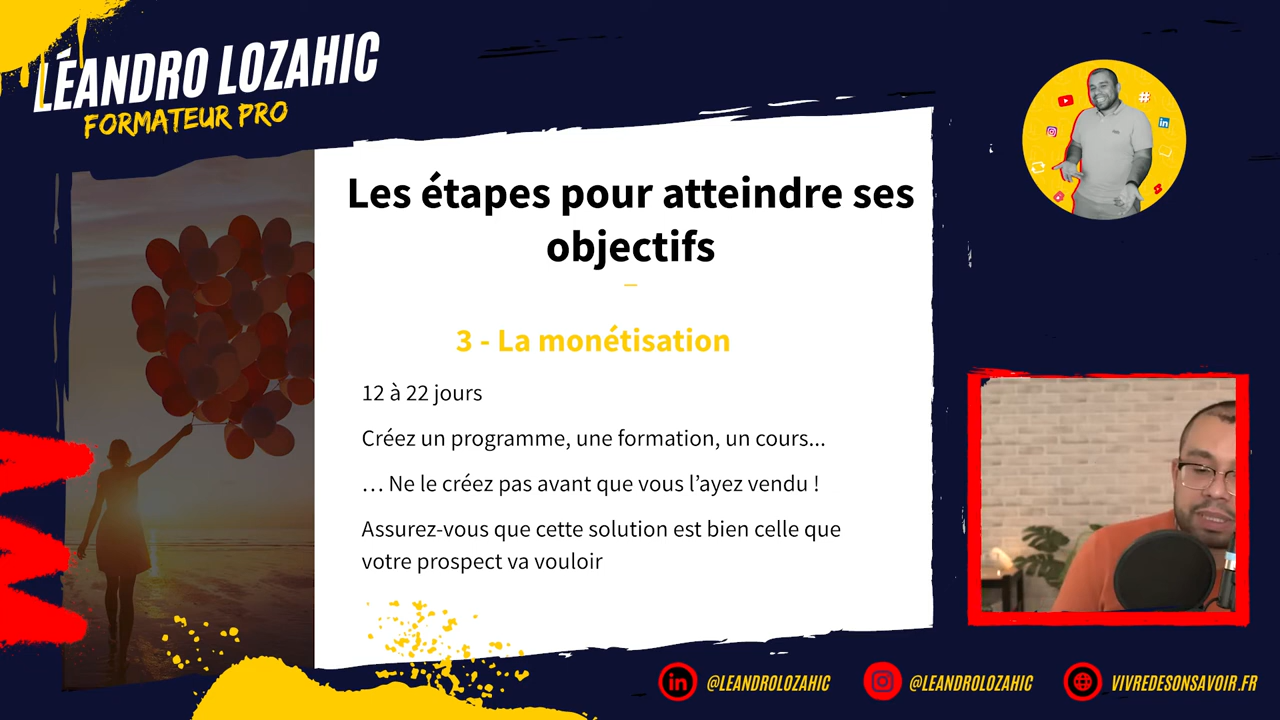 LÉANDRO LOZAHIC
FORMATEUR PRO
Les étapes pour atteindre ses
objectifs
3 - La monétisation
12 à 22 jours
Créez un programme, une formation, un cours...
… Ne le créez pas avant que vous l’ayez vendu !
Assurez-vous que cette solution est bien celle que
votre prospect va vouloir
@LEANDROLOZAHIC
@LEANDROLOZAHIC
VIVREDESONSAVOIR.FR